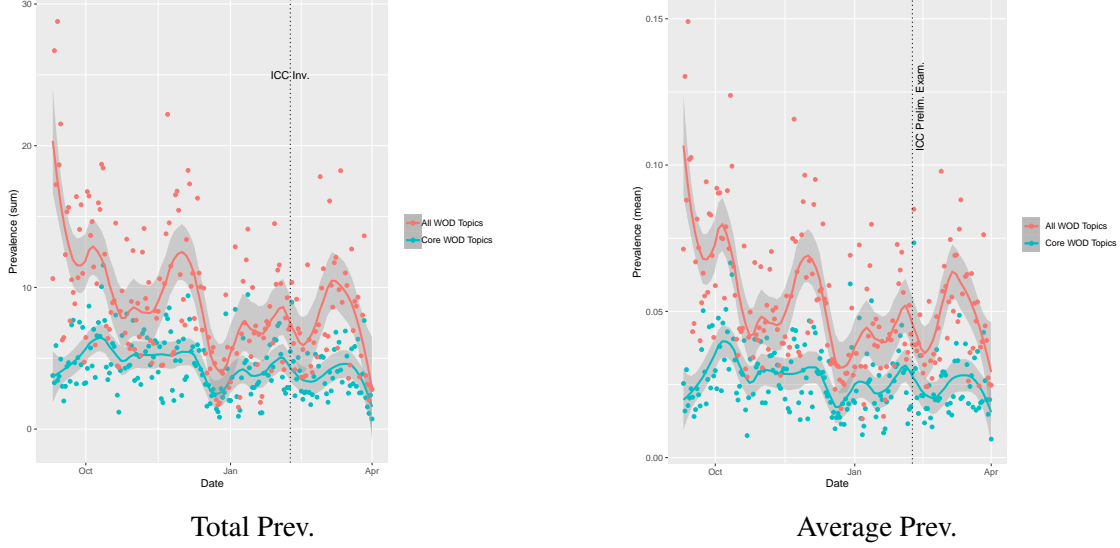 30
20
10
0
Prevalence (sum)
ICC Inv.
Oct
Jan
Apr
Date
All WOD Topics
Core WOD Topics
Total Prev.
0.15
0.10
0.05
0.00
Prevalence (mean)
ICC Prelim. Exam.
Oct
Jan
Apr
Date
All WOD Topics
Core WOD Topics
Average Prev.